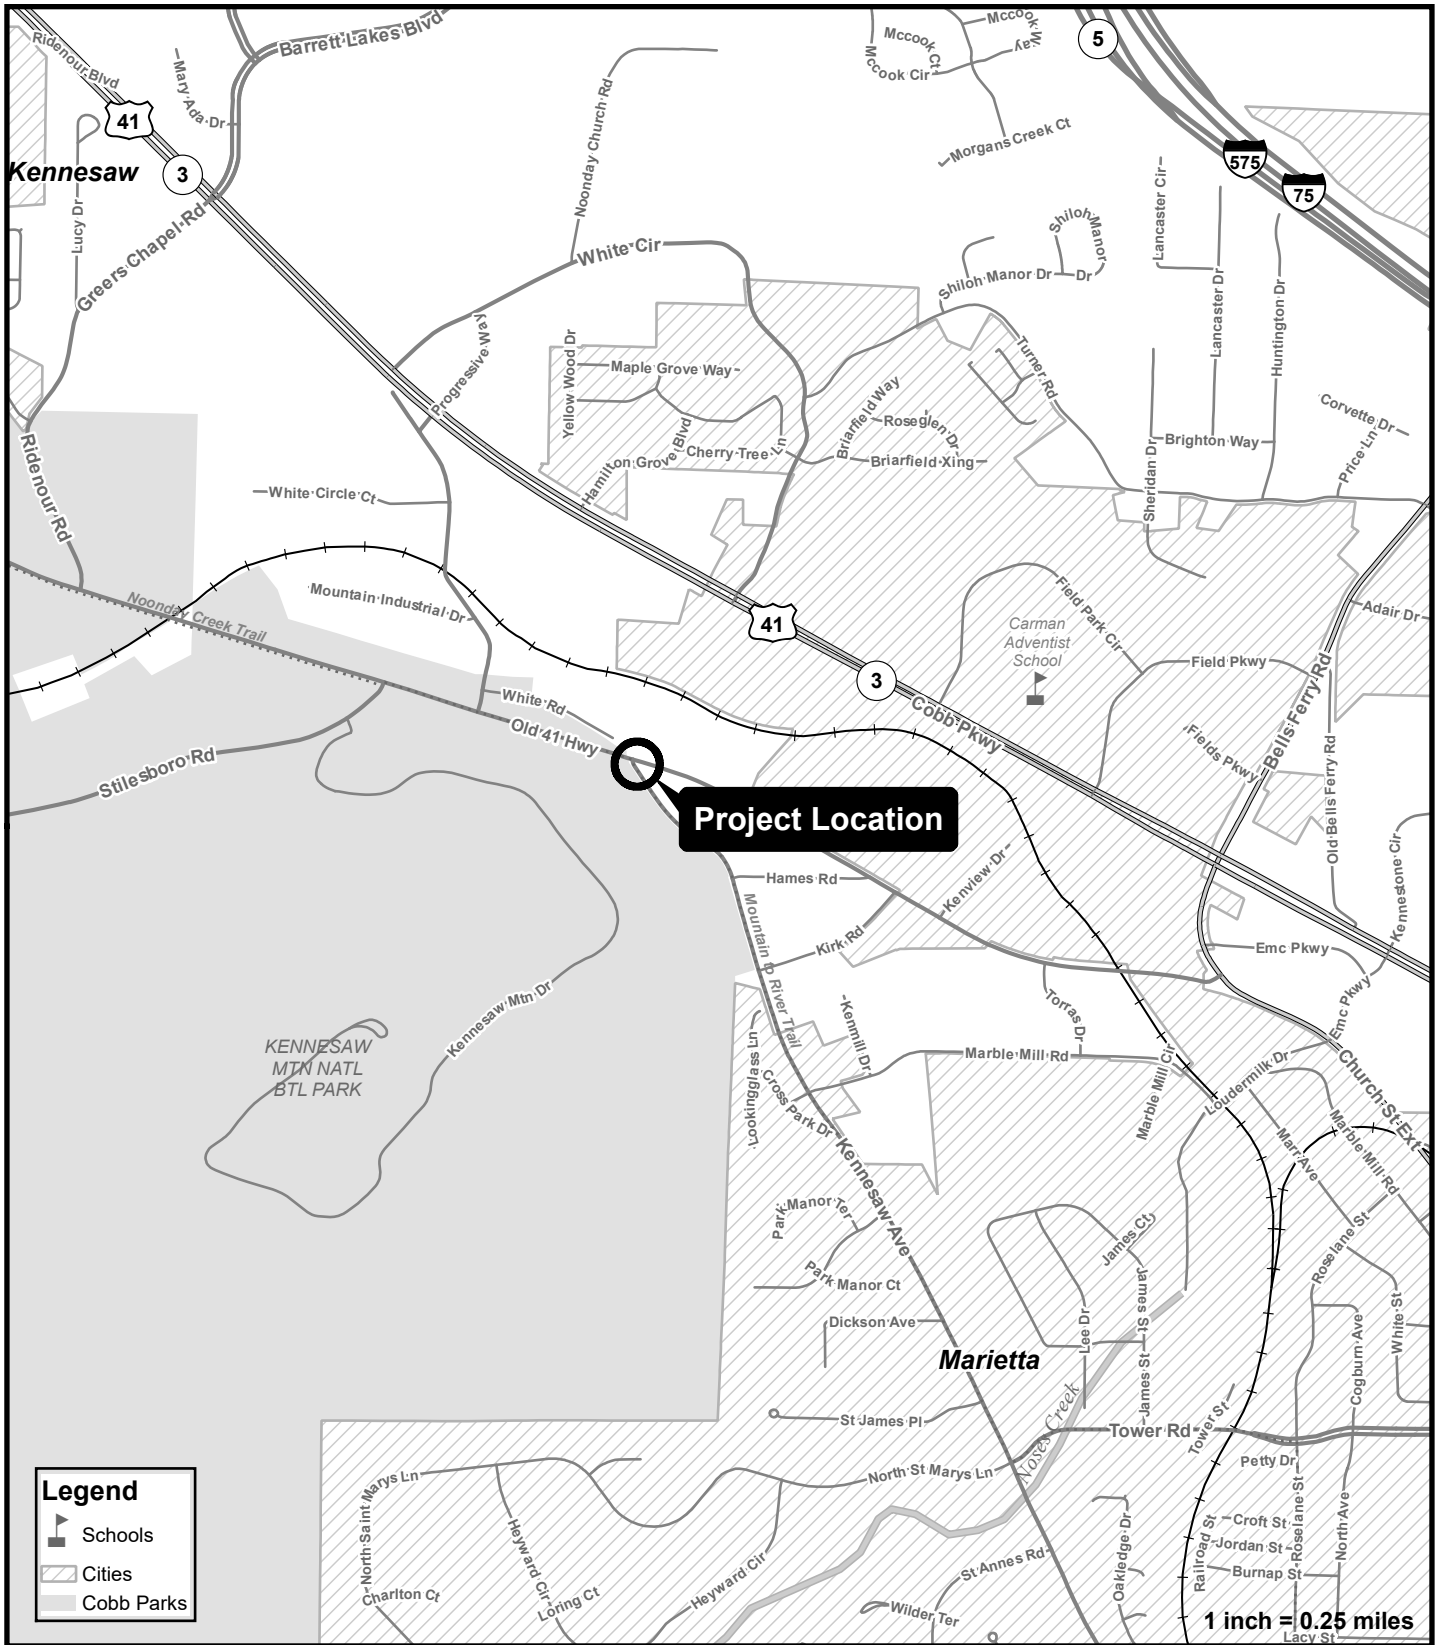 Ridenour Blvd
Barrett Lakes Blvd
Mary Ada Dr
41
Kennesaw
3
Lucy Dr
Greers Chapel Rd
Noonday Church Rd
Mccook Ct
Mccook Cir
Mccook Way
5
Morgans Creek Ct
575
75
Lancaster Cir
Shiloh Manor
Dr
Shiloh Manor Dr
Lancaster Dr
Huntington Dr
White Cir
Progressive Way
Yellow Wood Dr
Maple Grove Way
Hamilton Grove Blvd
Cherry Tree Ln
Briarfield Way
Roseglen Dr
Briarfield Xing
Turner Rd
Sheridan Dr
Brighton Way
Corvette Dr
Price Ln
Ridenour Rd
White Circle Ct
Mountain Industrial Dr
Noonday Creek Trail
41
3
Cobb Pkwy
Carman
Adventist
School
Field Park Cir
Field Pkwy
Fields Pkwy
Bells Ferry Rd
Adair Dr
Old Bells Ferry Rd
Kennestone Cir
White Rd
Old 41 Hwy
Stilesboro Rd
Project Location
Hames Rd
Kenview Dr
Kirk Rd
Mountain to River Trail
Emc Pkwy
Emc Pkwy
Kennesaw Mtn Dr
KENNESAW
MTN NATL
BTL PARK
Lookingglass Ln
Kenmill Dr
Cross Park Dr
Torras Dr
Marble Mill Rd
Marble Mill Cir
Loudermilk Dr
Church St Ext
Marr Ave
Marble Mill Rd
Kennesaw Ave
Park Manor Ter
Park Manor Ct
Dickson Ave
James Ct
James St
Lee Dr
James St
Roselane St
White St
Cogburn Ave
Marietta
St James Pl
Noses Creek
Tower Rd
Tower St
Petty Dr
North St Marys Ln
North Saint Marys Ln
Heyward Cir
Loring Ct
Charlton Ct
Heyward Cir
St Annes Rd
Wilder Ter
Oakledge Dr
Railroad St
Croft St
Jordan St
Burnap St
Roselane St
North Ave
Lacy St
Legend
Schools
Cities
Cobb Parks
1 inch = 0.25 miles